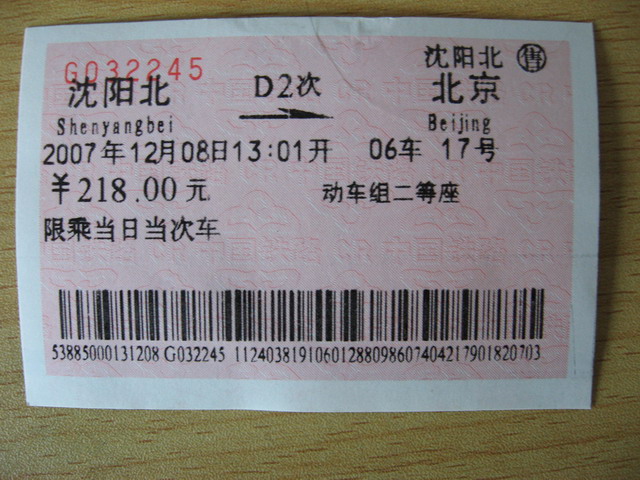 G032245
沈阳北 售
沈阳北 D2次 北京
Shenyangbei Beijing
2007年12月08日13:01开 06车 17号
¥218.00元 动车组二等座
限乘当日当次车
53885000131208 G032245 11240381910601288098607404217901820703